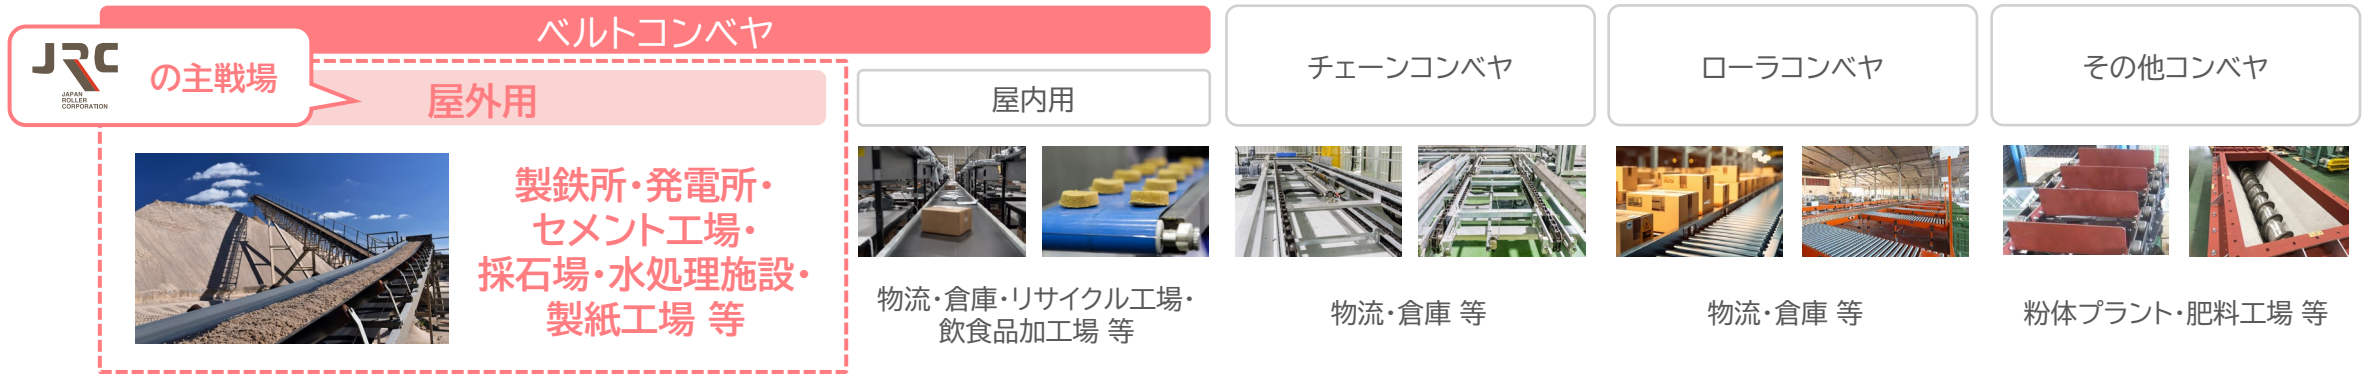 ベルトコンベヤ
JRC
JAPAN
ROLLER
CORPORATION
の主戦場
屋外用
製鉄所・発電所・
セメント工場・
採石場・水処理施設・
製紙工場 等
屋内用
物流・倉庫・リサイクル工場・
飲食品加工場 等
チェーンコンベヤ
物流・倉庫 等
ローラコンベヤ
物流・倉庫 等
その他コンベヤ
粉体プラント・肥料工場 等